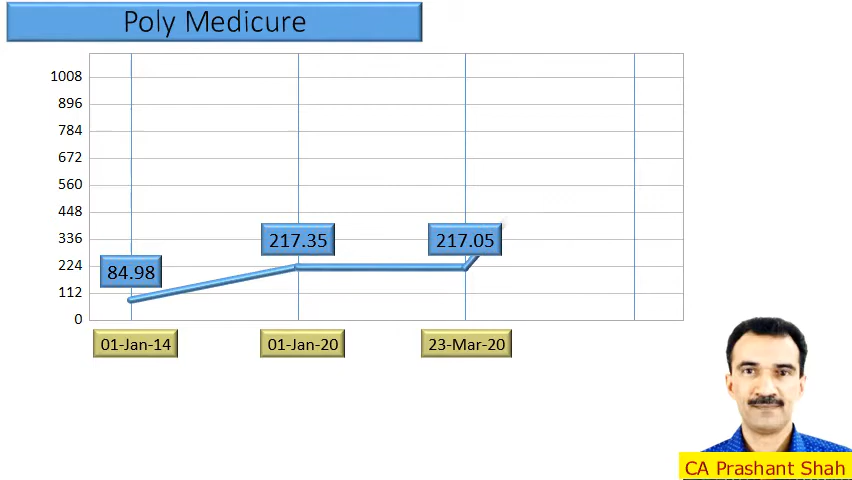 Poly Medicure
1008
896
784
672
560
448
336
224
112
0
84.98
217.35
217.05
01-Jan-14
01-Jan-20
23-Mar-20
CA Prashant Shah